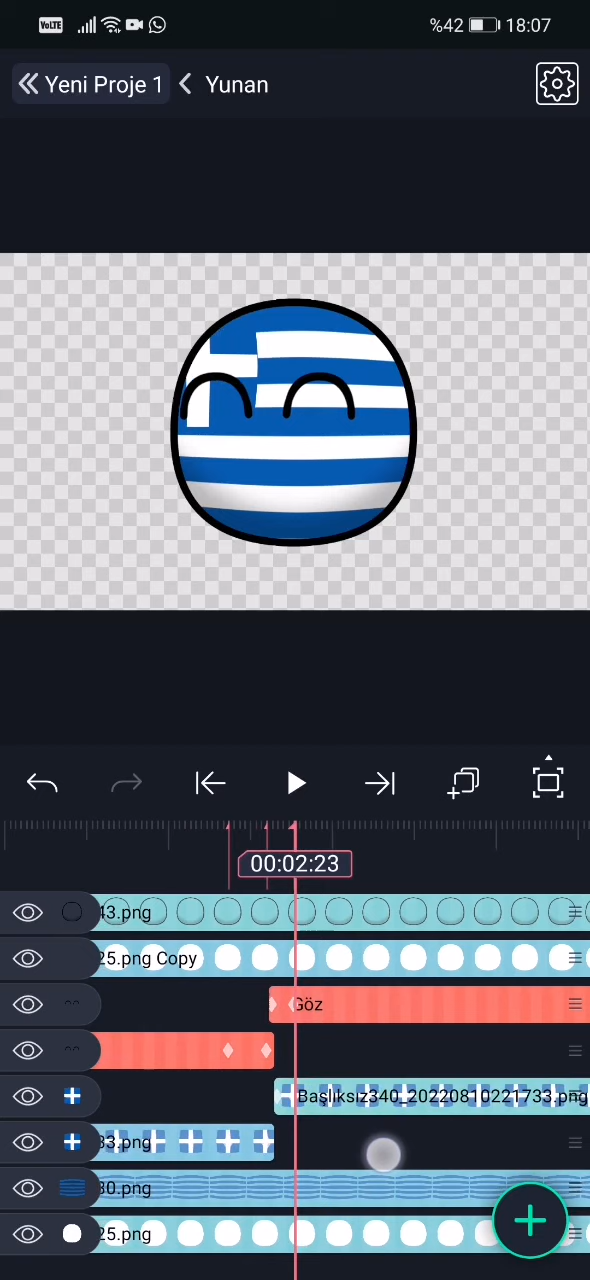 VoLTE %42 18:07
Yeni Proje 1 Yunan
00:02:23
43.png
25.png Copy
Göz
Başlıksız340_20220810221733.png
33.png
30.png
25.png